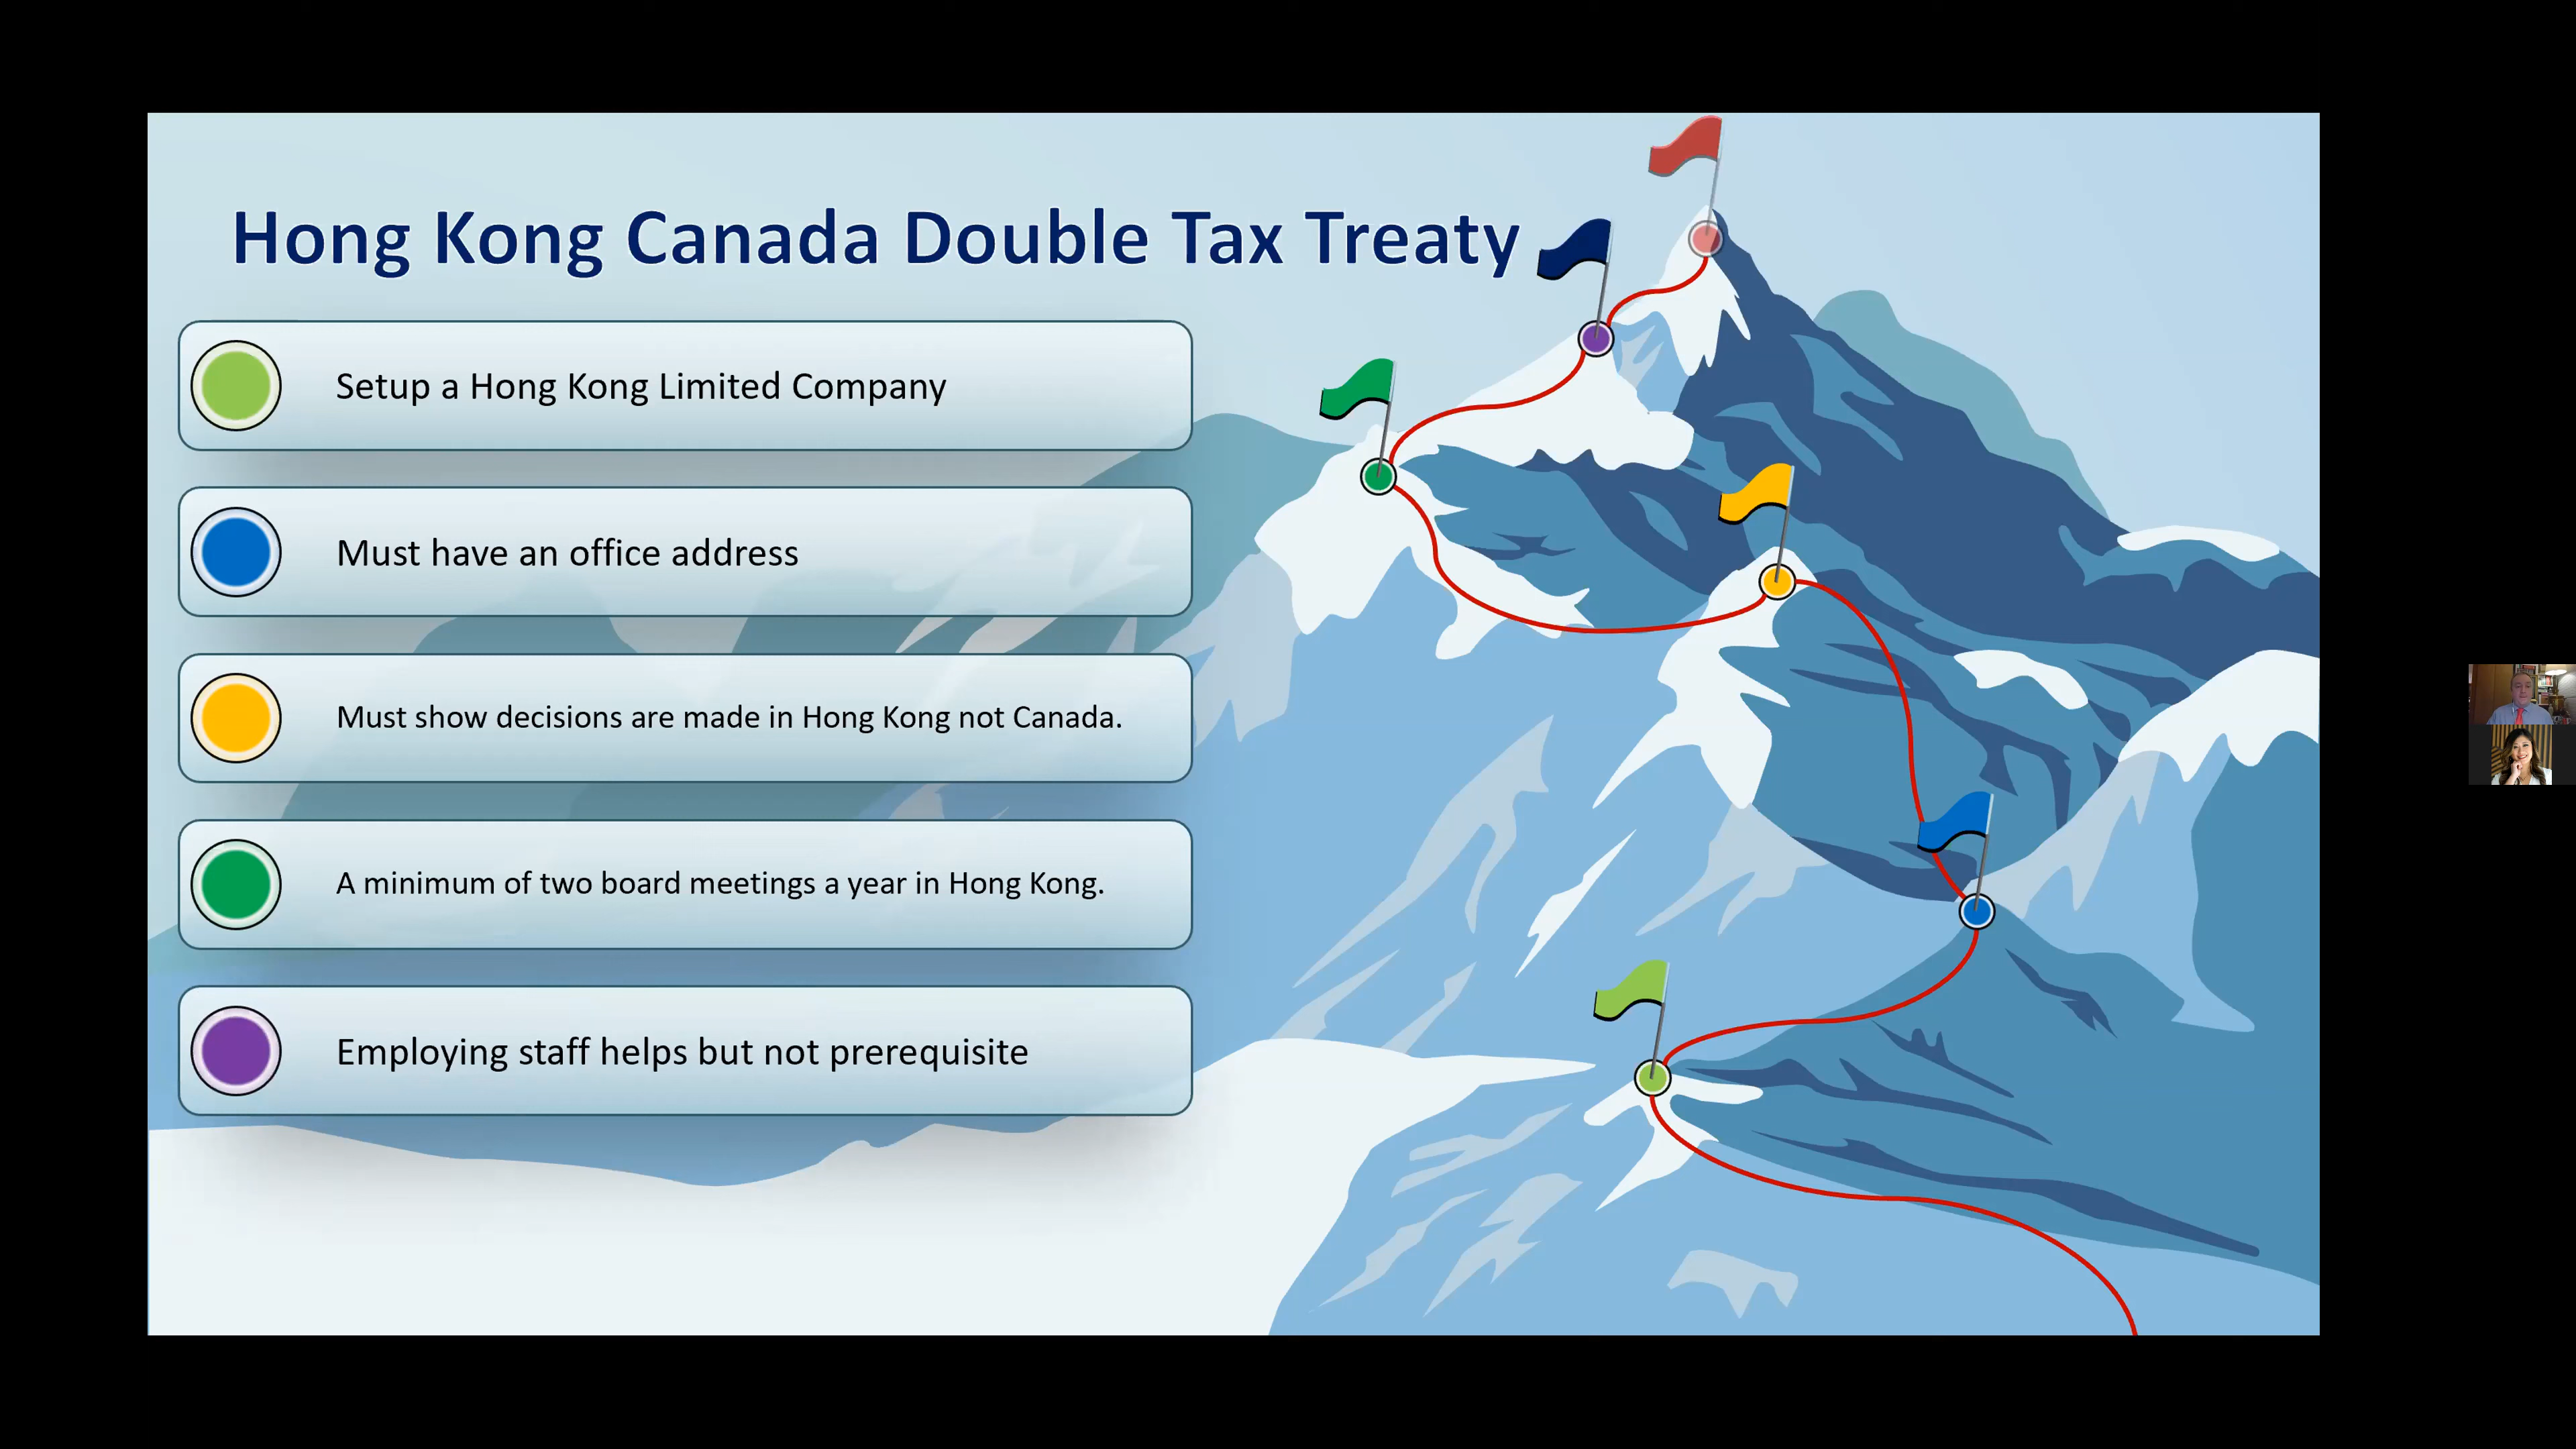 Hong Kong Canada Double Tax Treaty
Setup a Hong Kong Limited Company
Must have an office address
Must show decisions are made in Hong Kong not Canada.
A minimum of two board meetings a year in Hong Kong.
Employing staff helps but not prerequisite